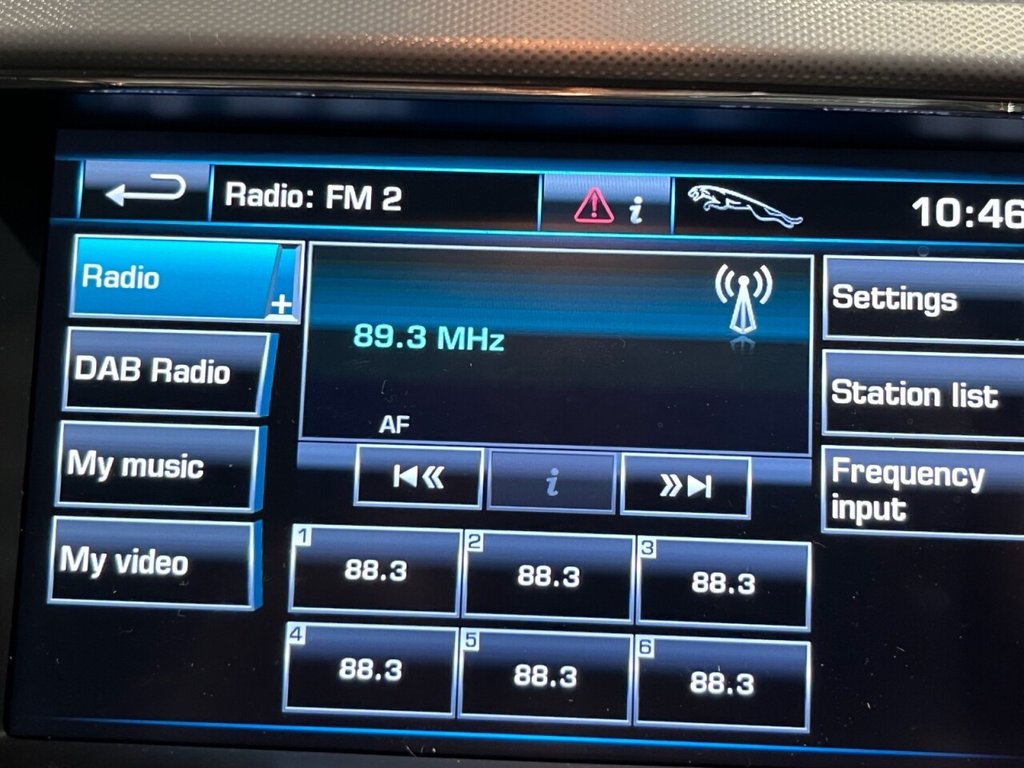 Radio: FM 2
i
10:46
Radio
+
DAB Radio
My music
My video
89.3 MHz
AF
i
Settings
Station list
Frequency
input
1
88.3
2
88.3
3
88.3
4
88.3
5
88.3
6
88.3